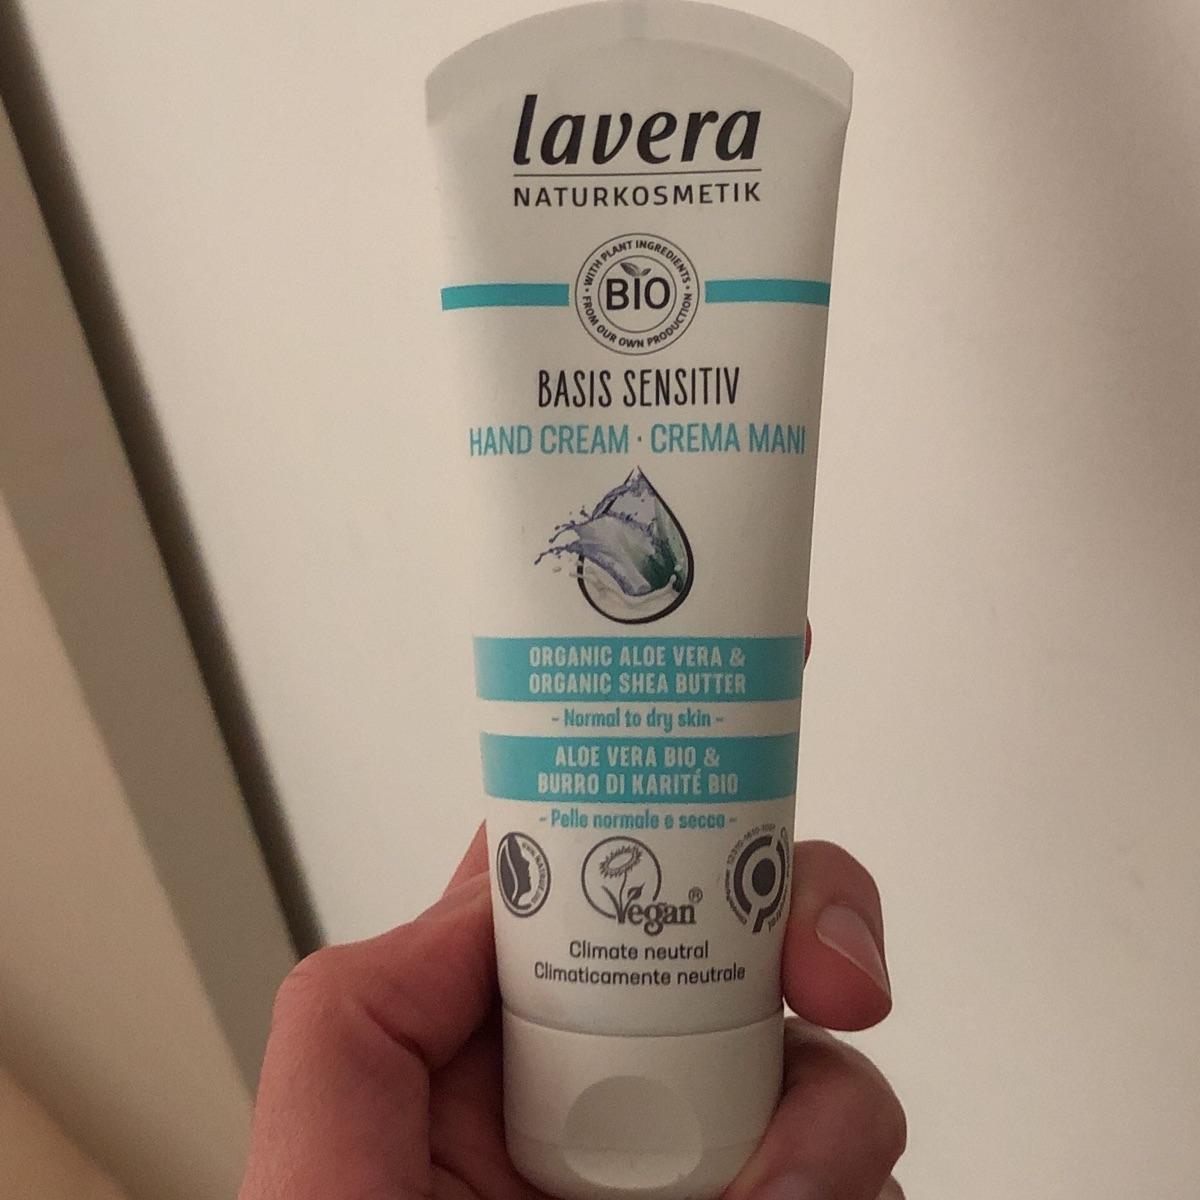 lavera
NATURKOSMETIK
WITH PLANT INGREDIENTS
BIO
FROM OUR OWN PRODUCTION
BASIS SENSITIV
HAND CREAM · CREMA MANI
ORGANIC ALOE VERA &
ORGANIC SHEA BUTTER
- Normal to dry skin -
ALOE VERA BIO &
BURRO DI KARITÉ BIO
- Pelle normale e secca -
Vegan®
Climate neutral
Climaticamente neutrale